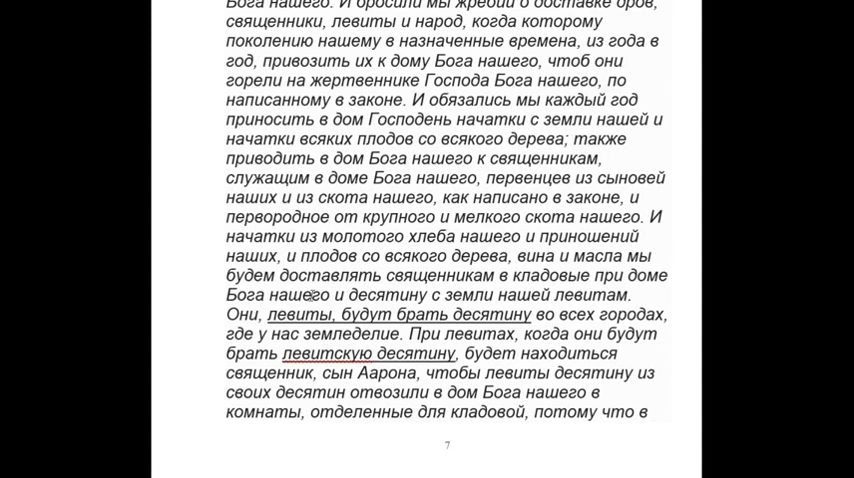 Бога нашего. И бросили мы жребии о доставке дров,
священники, левиты и народ, когда которому
поколению нашему в назначенные времена, из года в
год, привозить их к дому Бога нашего, чтоб они
горели на жертвеннике Господа Бога нашего, по
написанному в законе. И обязались мы каждый год
приносить в дом Господень начатки с земли нашей и
начатки всяких плодов со всякого дерева; также
приводить в дом Бога нашего к священникам,
служащим в доме Бога нашего, первенцев из сыновей
наших и из скота нашего, как написано в законе, и
первородное от крупного и мелкого скота нашего. И
начатки из молотого хлеба нашего и приношений
наших, и плодов со всякого дерева, вина и масла мы
будем доставлять священникам в кладовые при доме
Бога нашего и десятину с земли нашей левитам.
Они, левиты, будут брать десятину во всех городах,
где у нас земледелие. При левитах, когда они будут
брать левитскую десятину, будет находиться
священник, сын Аарона, чтобы левиты десятину из
своих десятин отвозили в дом Бога нашего в
комнаты, отделенные для кладовой, потому что в
7